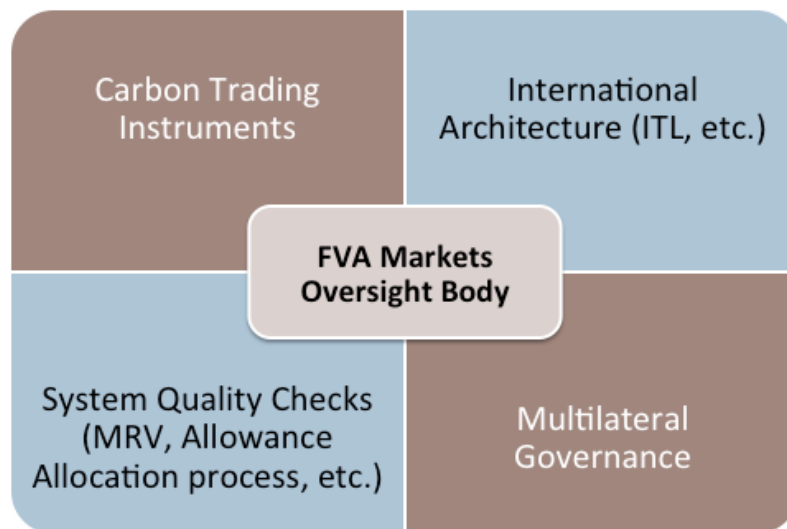 Carbon Trading
Instruments
International
Architecture (ITL, etc.)
FVA Markets
Oversight Body
System Quality Checks
(MRV, Allowance
Allocation process, etc.)
Multilateral
Governance